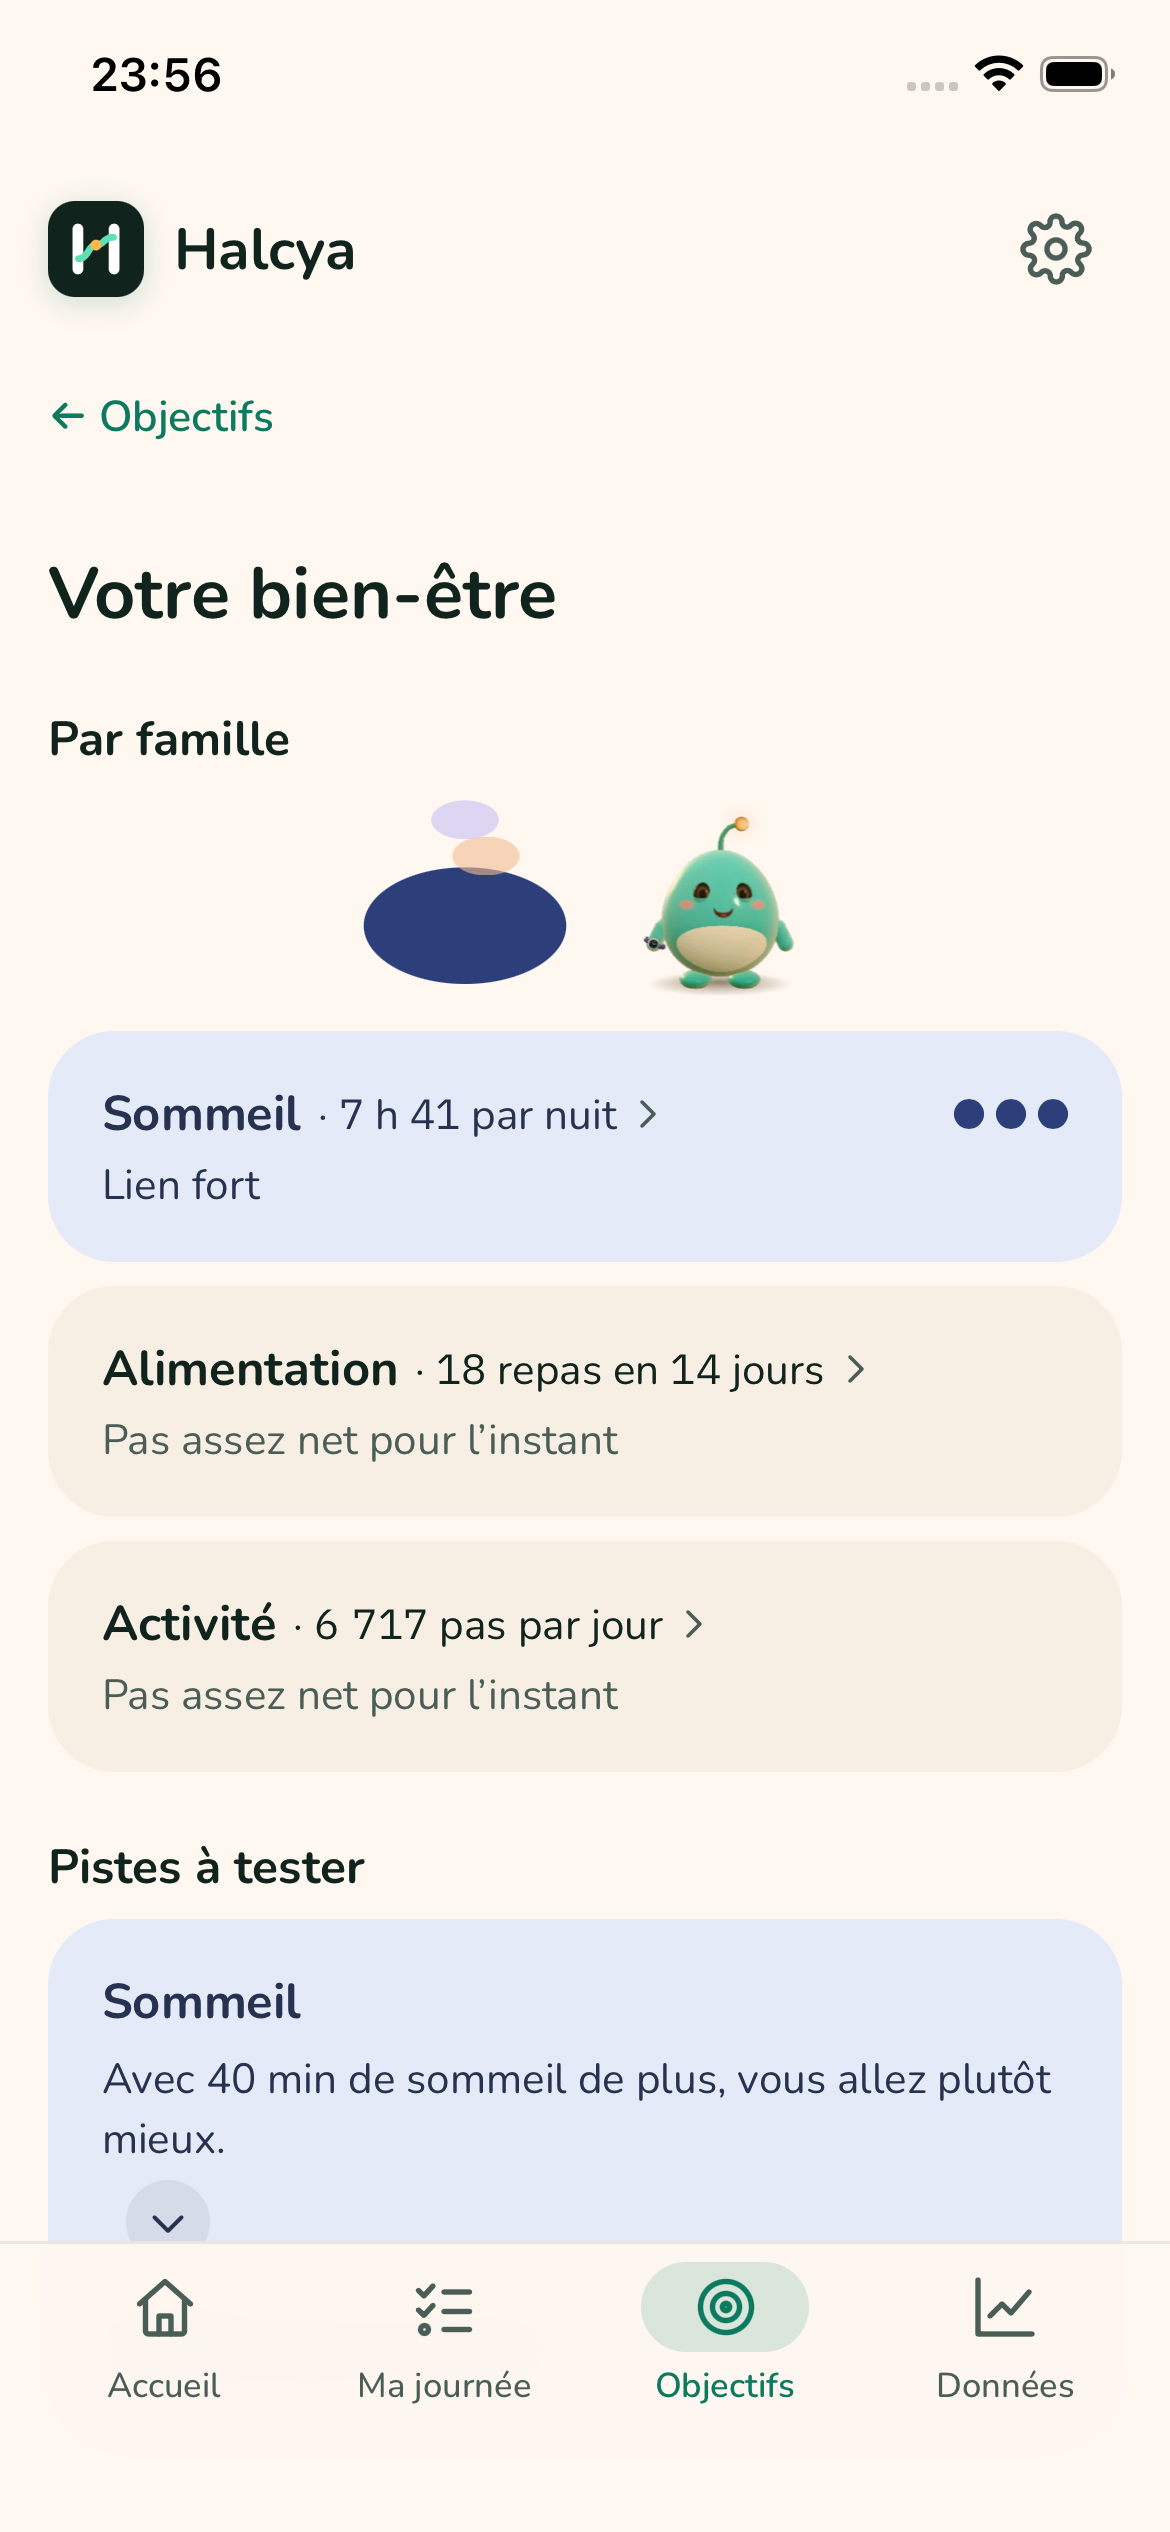 23:56
Halcya
← Objectifs
Votre bien-être
Par famille
Sommeil · 7 h 41 par nuit
Lien fort
Alimentation · 18 repas en 14 jours
Pas assez net pour l’instant
Activité · 6 717 pas par jour
Pas assez net pour l’instant
Pistes à tester
Sommeil
Avec 40 min de sommeil de plus, vous allez plutôt
mieux.
Accueil
Ma journée
Objectifs
Données